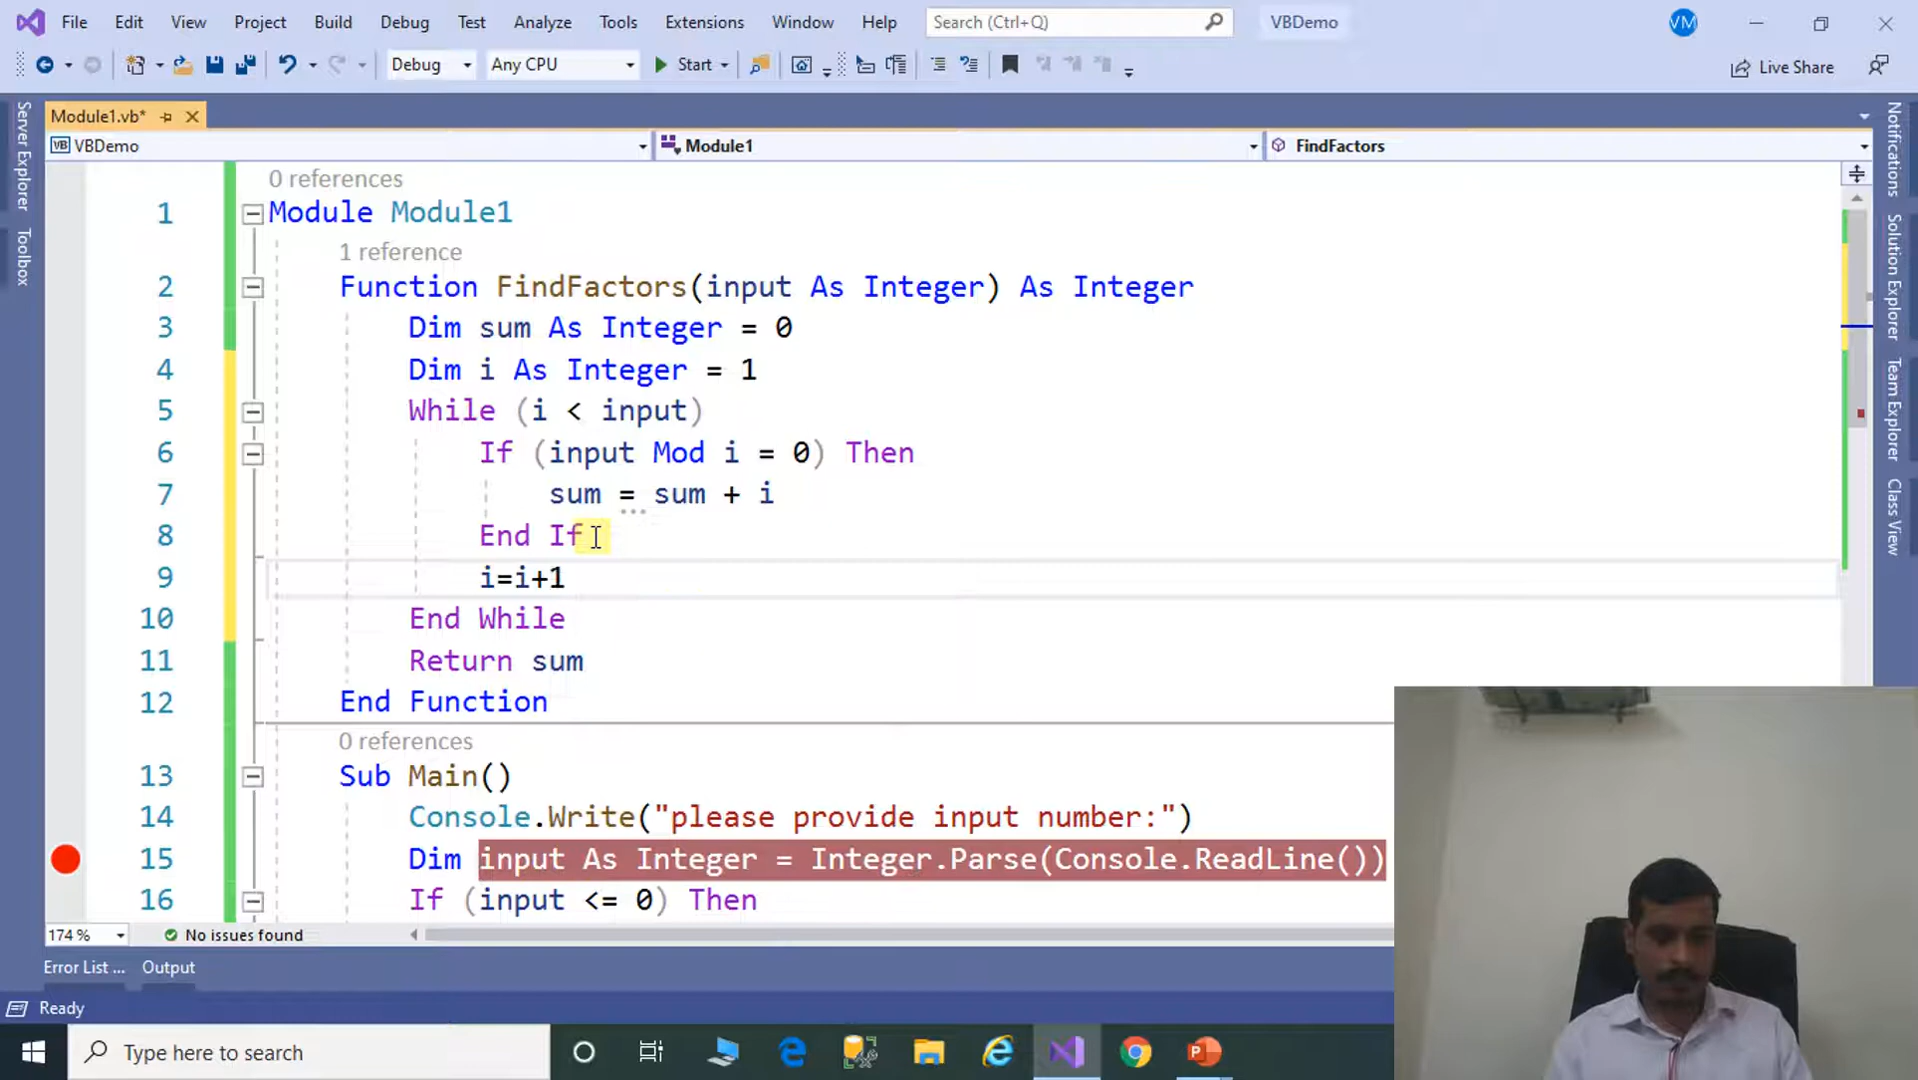 File Edit View Project Build Debug Test Analyze Tools Extensions Window Help Search (Ctrl+Q) VBDemo VM
Debug Any CPU Start Live Share
Module1.vb*
VB VBDemo Module1 FindFactors
Server Explorer
Toolbox
Notifications
Solution Explorer
Team Explorer
Class View
0 references
1 Module Module1
1 reference
2 Function FindFactors(input As Integer) As Integer
3 Dim sum As Integer = 0
4 Dim i As Integer = 1
5 While (i < input)
6 If (input Mod i = 0) Then
7 sum = sum + i
8 End If
9 i=i+1
10 End While
11 Return sum
12 End Function
0 references
13 Sub Main()
14 Console.Write("please provide input number:")
15 Dim input As Integer = Integer.Parse(Console.ReadLine())
16 If (input <= 0) Then
174 % No issues found
Error List ... Output
Ready
Type here to search